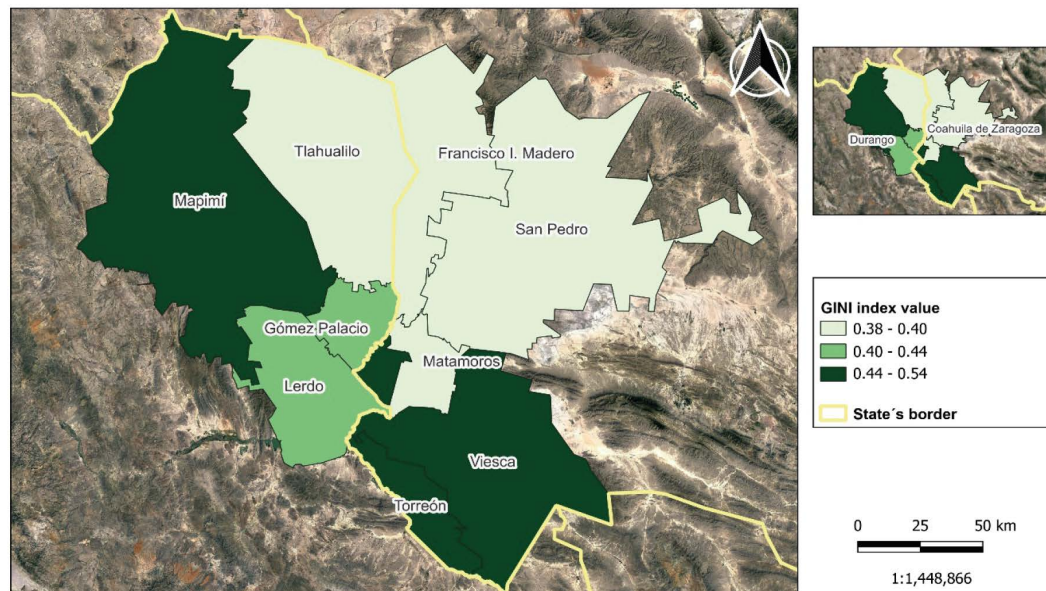 Tlahualilo
Francisco I. Madero
Mapimí
San Pedro
Gómez Palacio
Matamoros
Lerdo
Viesca
Torreón
Coahuila de Zaragoza
Durango
GINI index value
0.38 - 0.40
0.40 - 0.44
0.44 - 0.54
State´s border
0 25 50 km
1:1,448,866